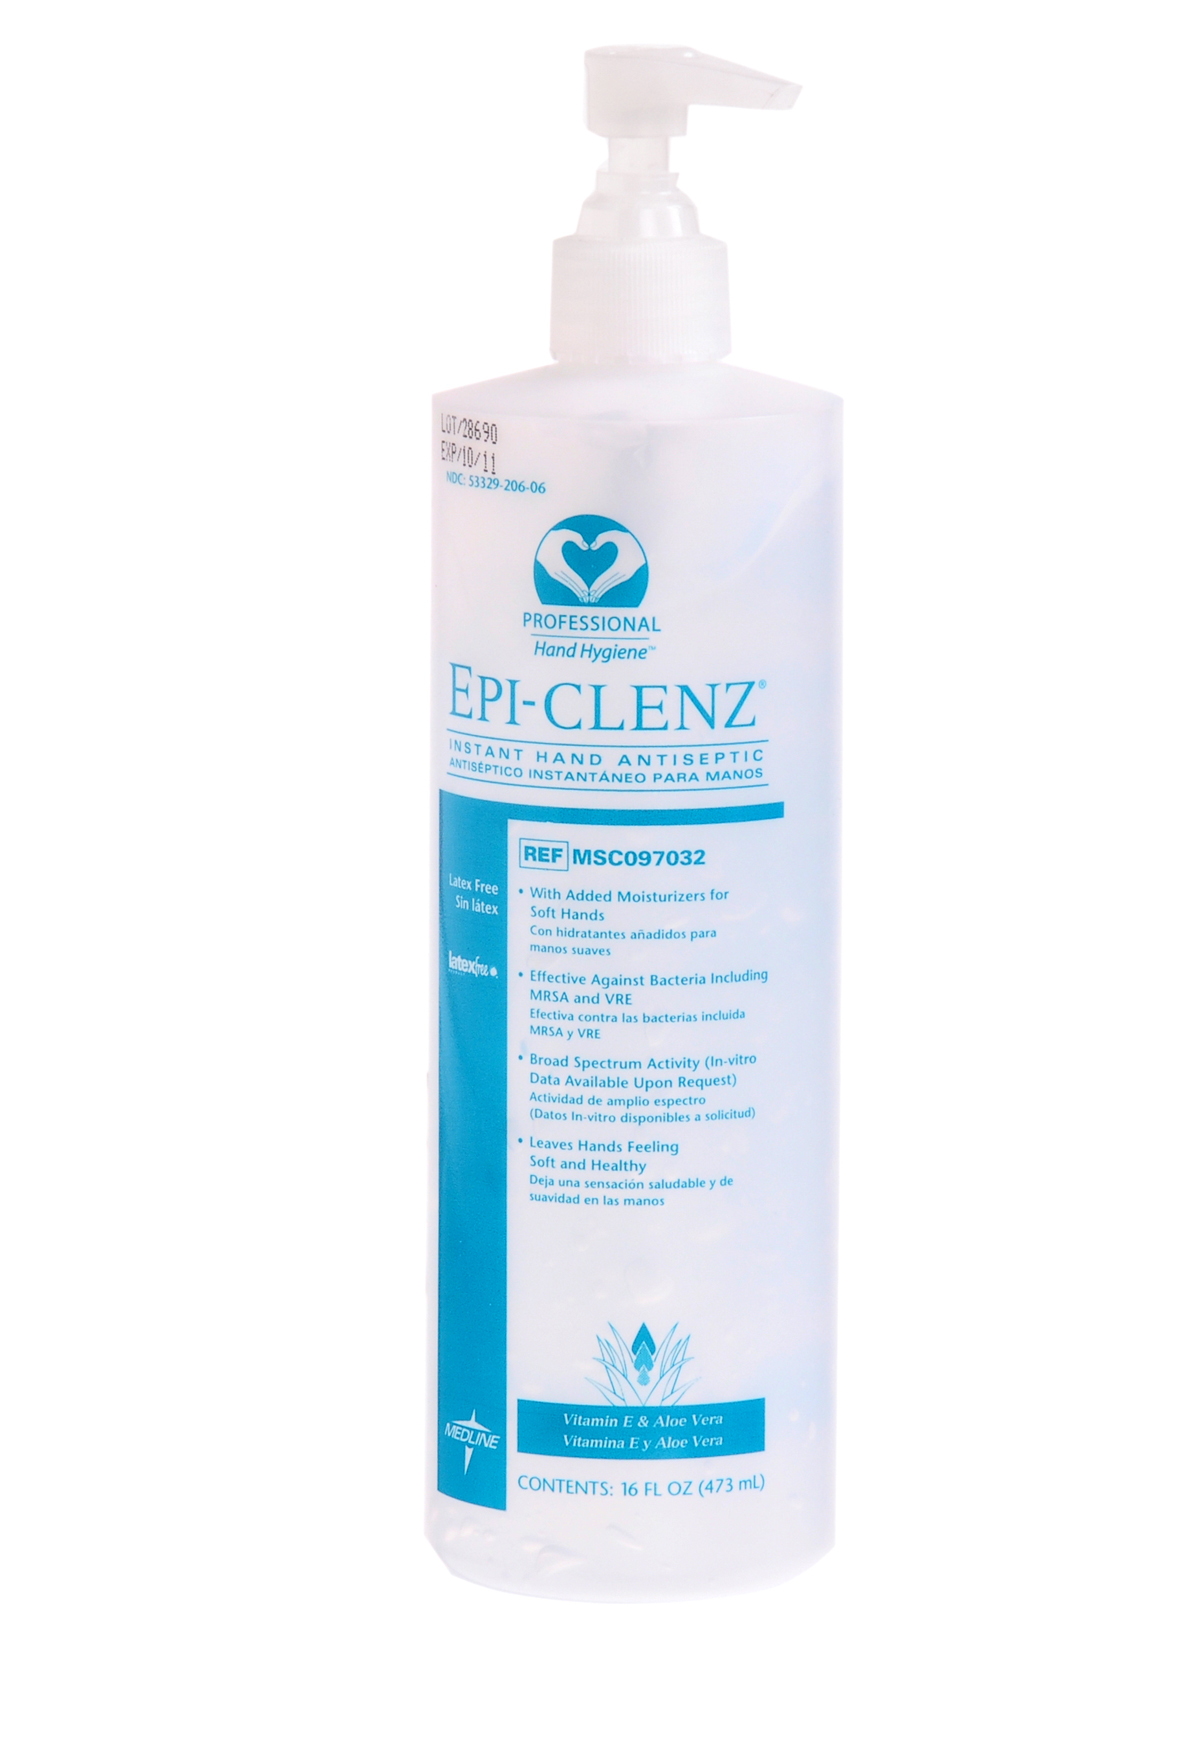 LOT/28690
EXP/10/11
NDC: 53329-206-06
PROFESSIONAL
Hand Hygiene™
EPI-CLENZ®
INSTANT HAND ANTISEPTIC
ANTISÉPTICO INSTANTÁNEO PARA MANOS
REF MSC097032
Latex Free
Sin látex
latexfree
• With Added Moisturizers for
Soft Hands
Con hidratantes añadidos para
manos suaves
• Effective Against Bacteria Including
MRSA and VRE
Efectiva contra las bacterias incluida
MRSA y VRE
• Broad Spectrum Activity (In-vitro
Data Available Upon Request)
Actividad de amplio espectro
(Datos In-vitro disponibles a solicitud)
• Leaves Hands Feeling
Soft and Healthy
Deja una sensación saludable y de
suavidad en las manos
Vitamin E & Aloe Vera
Vitamina E y Aloe Vera
MEDLINE
CONTENTS: 16 FL OZ (473 mL)